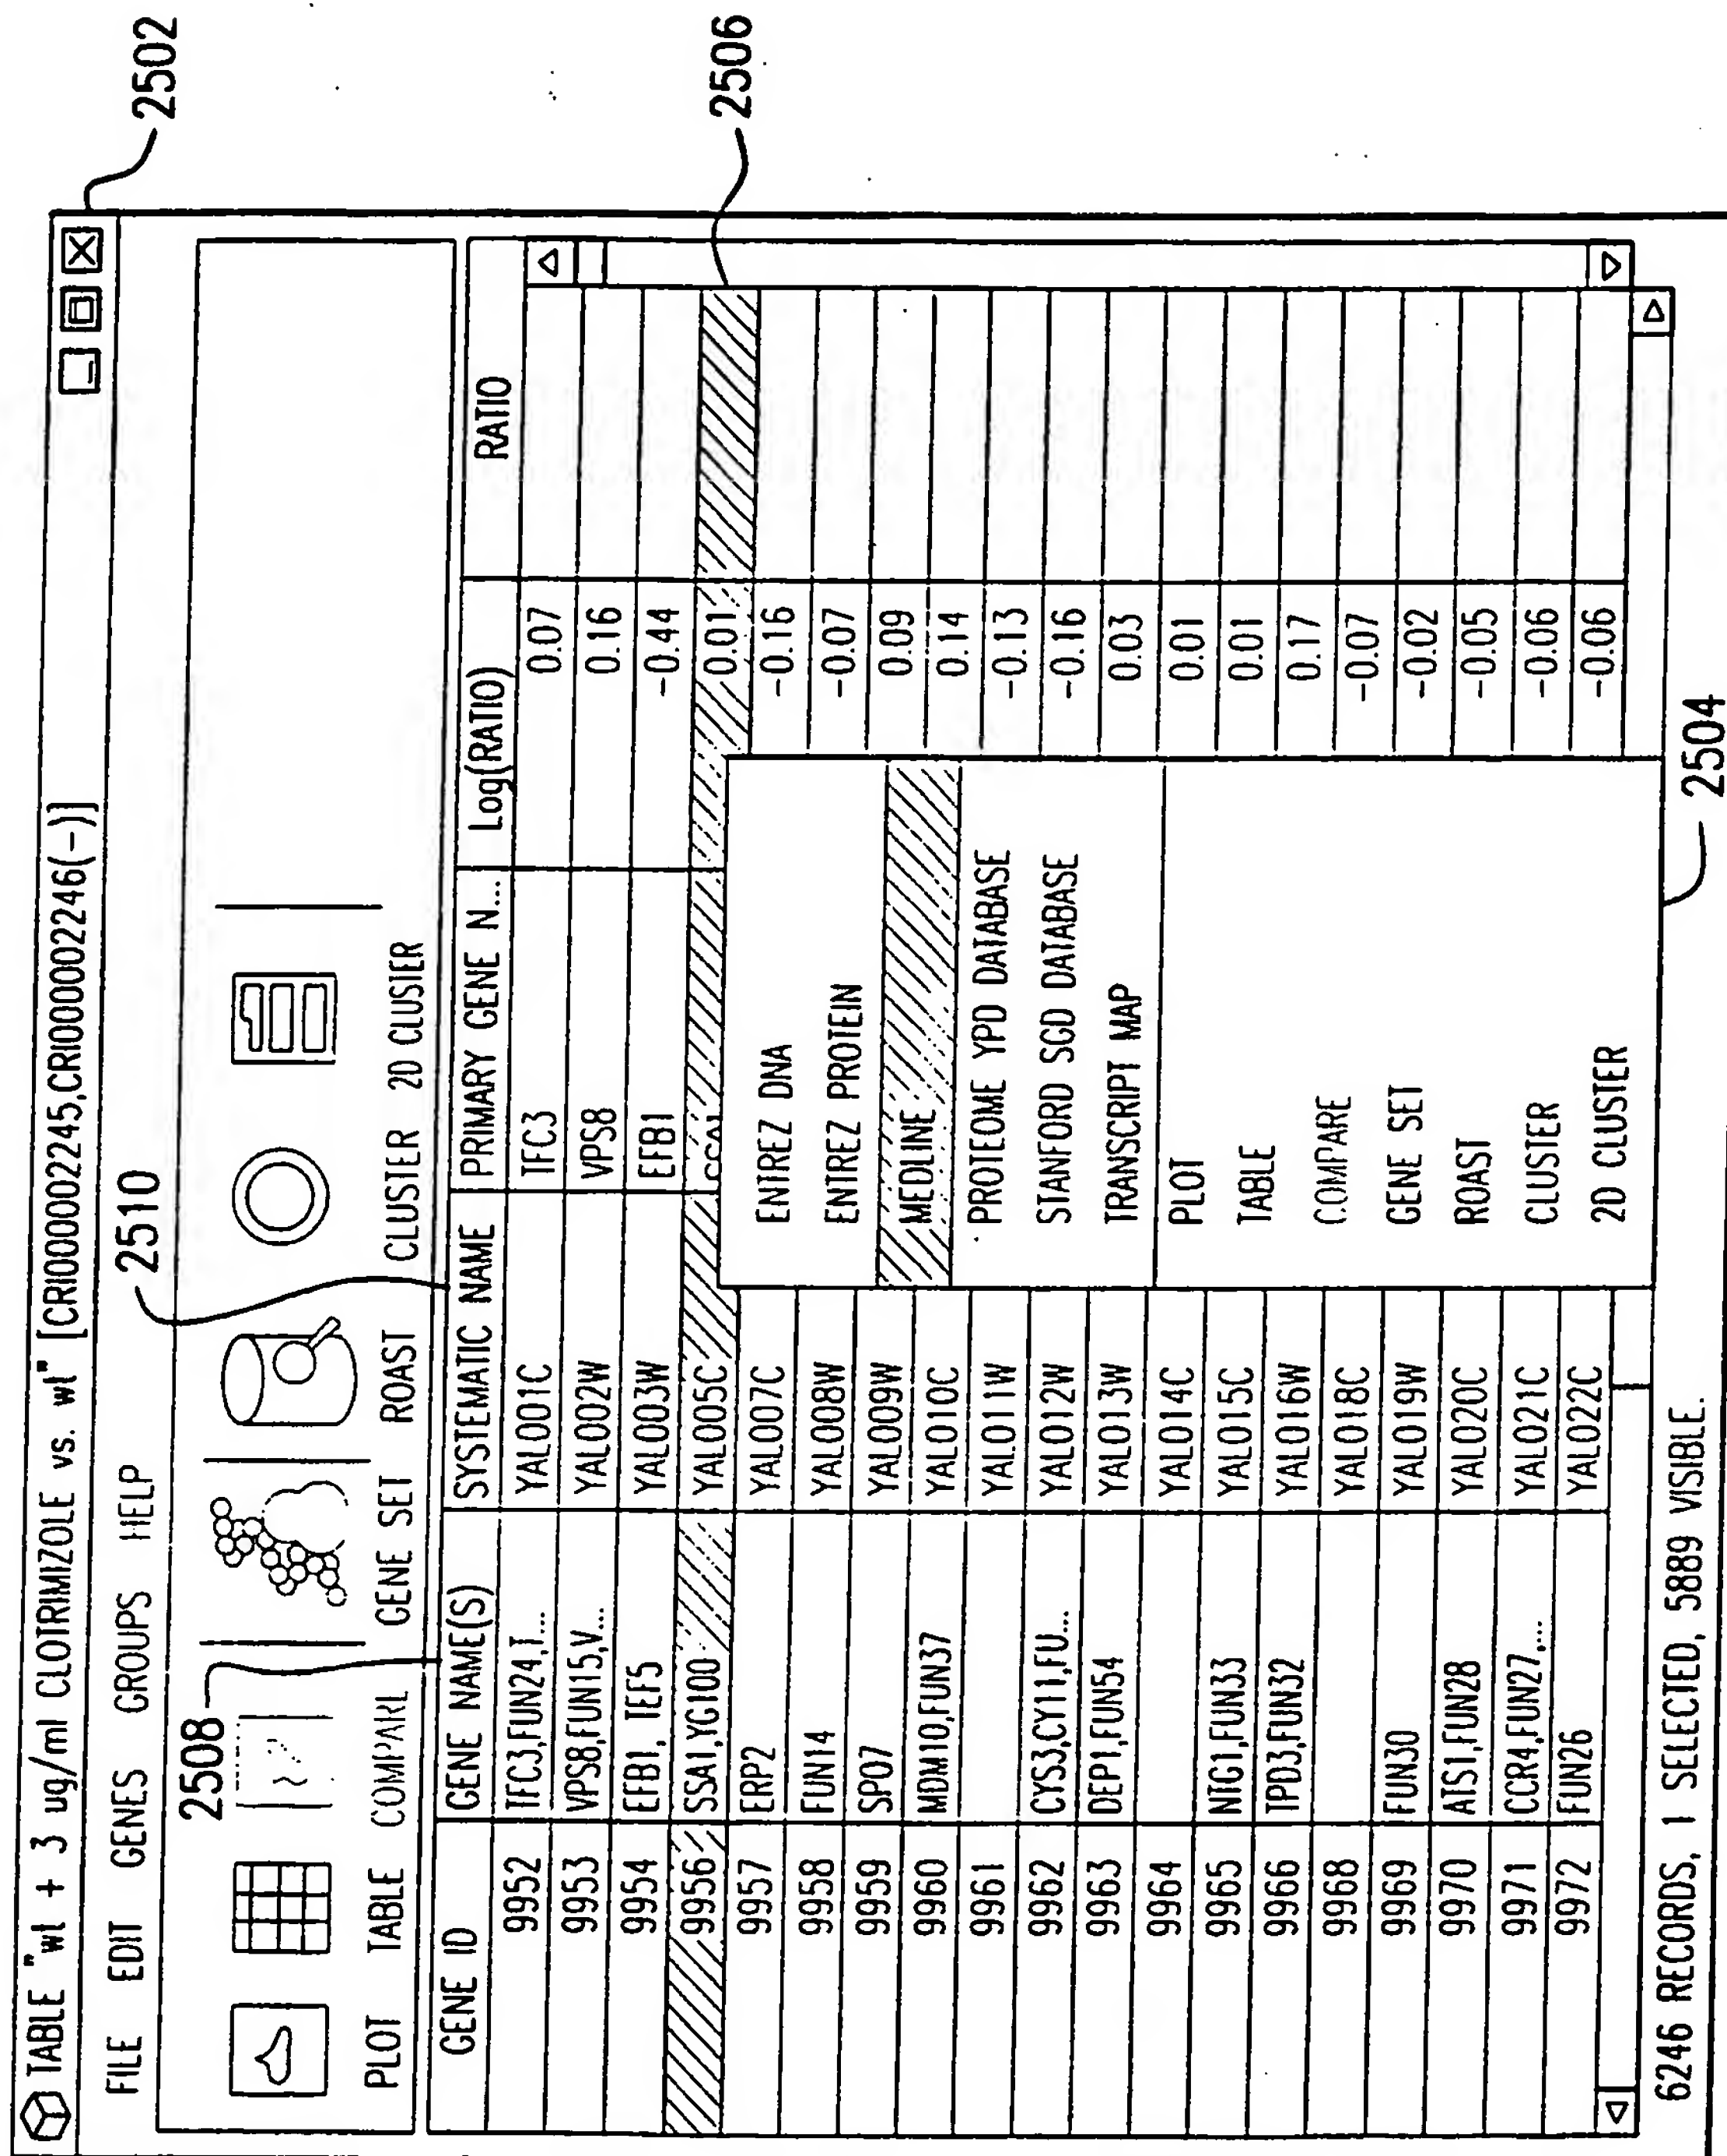 2502
TABLE "wt + 3 ug/ml CLOTRIMIZOLE vs. wt" [CRI0000002245,CRI0000002246(-)]
FILE EDIT GENES GROUPS HELP
2510
2508
PLOT TABLE COMPARE GENE SET ROAST CLUSTER 2D CLUSTER
GENE ID GENE NAME(S) SYSTEMATIC NAME PRIMARY GENE N... Log(RATIO) RATIO
9952 TFC3,FUN24,T... YAL001C TFC3 0.07
9953 VPS8,FUN15,V... YAL002W VPS8 0.16
9954 EFB1, TEF5 YAL003W EFB1 -0.44
9956 SSA1,YG100 YAL005C 0.01
2506
9957 ERP2 YAL007C -0.16
9958 FUN14 YAL008W -0.07
9959 SPO7 YAL009W 0.09
9960 MDM10,FUN37 YAL010C 0.14
9961 YAL011W -0.13
9962 CYS3,CYI1,FU... YAL012W -0.16
9963 DEP1,FUN54 YAL013W 0.03
9964 YAL014C 0.01
9965 NTG1,FUN33 YAL015C 0.01
9966 TPD3,FUN32 YAL016W 0.17
9968 YAL018C -0.07
9969 FUN30 YAL019W -0.02
9970 ATS1,FUN28 YAL020C -0.05
9971 CCR4,FUN27,... YAL021C -0.06
9972 FUN26 YAL022C -0.06
ENTREZ DNA
ENTIREZ PROTEIN
MEDLINE
PROTEOME YPD DATABASE
STANFORD SGD DATABASE
TRANSCRIPT MAP
PLOT
TABLE
COMPARE
GENE SET
ROAST
CLUSTER
2D CLUSTER
6246 RECORDS, 1 SELECTED, 5889 VISIBLE.
2504